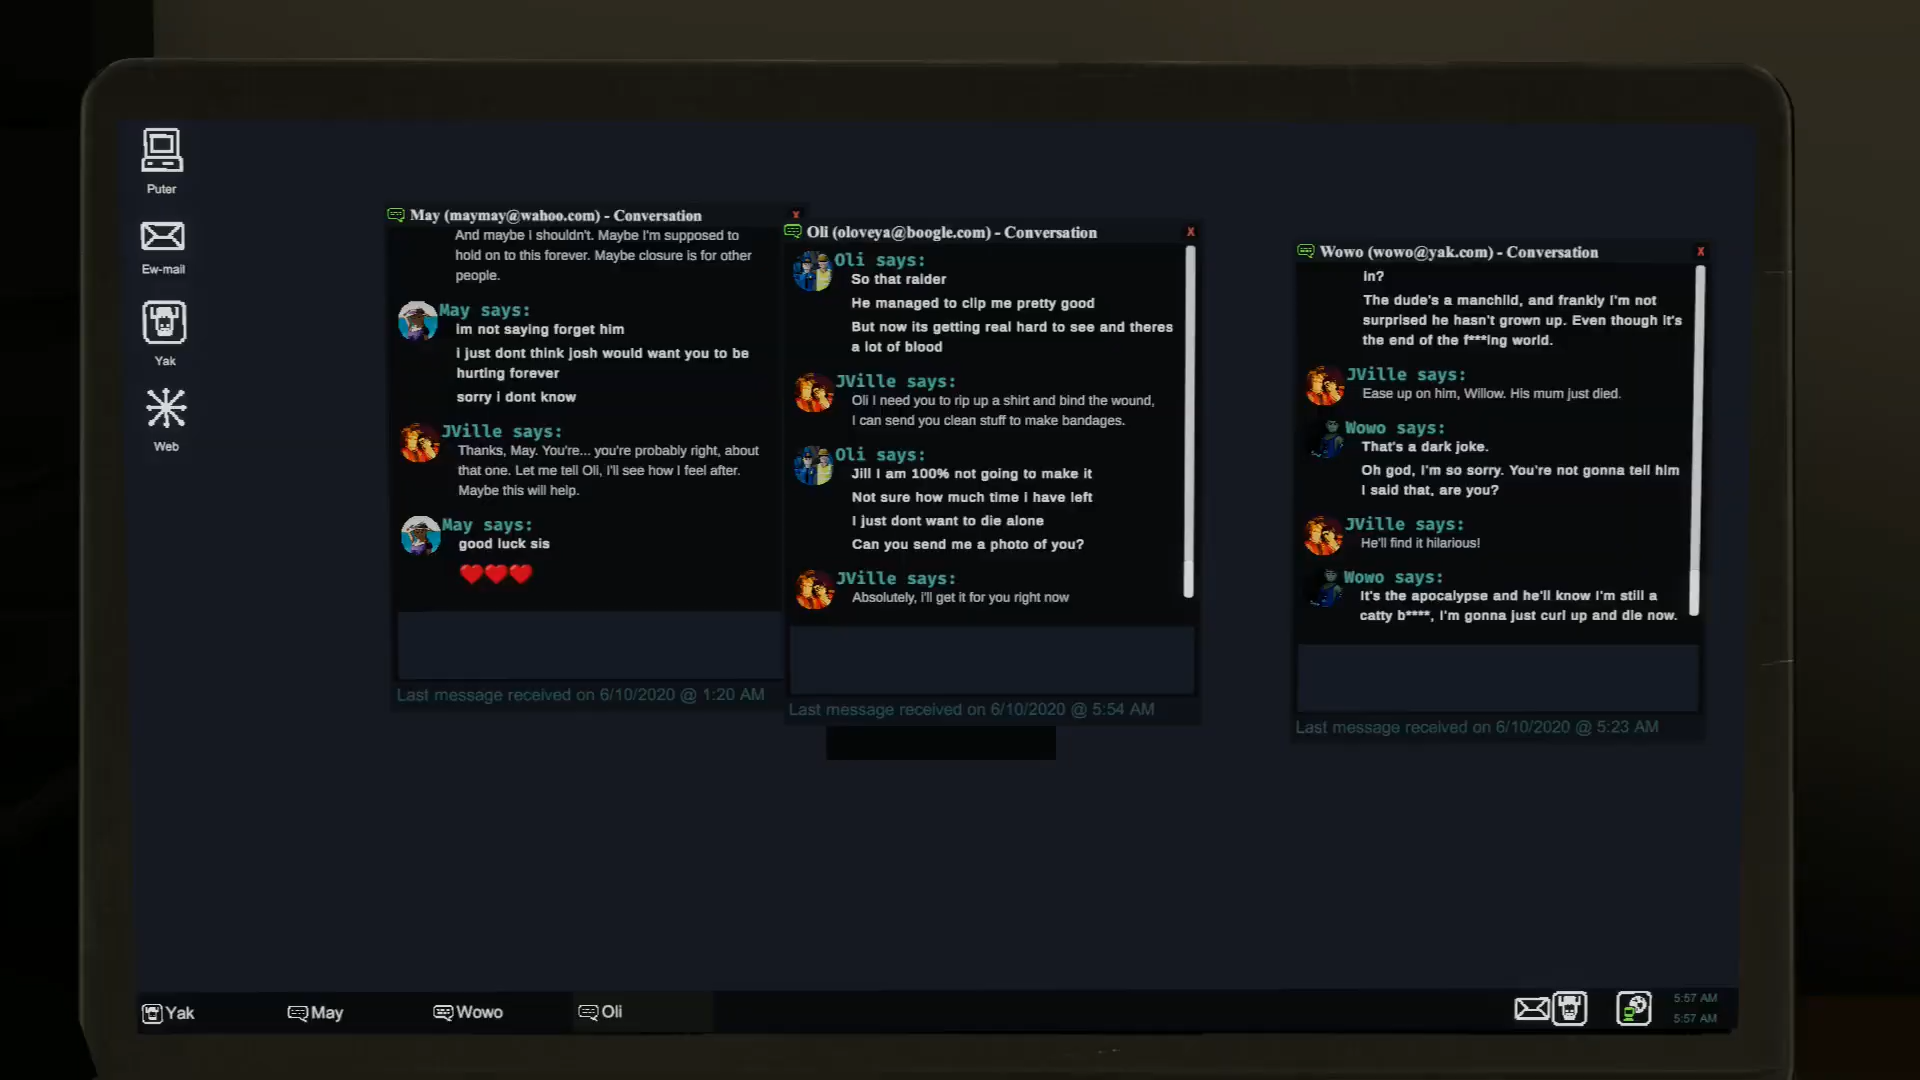 Puter
Ew-mail
Yak
Web
May (maymay@wahoo.com) - Conversation
x
And maybe I shouldn't. Maybe I'm supposed to
hold on to this forever. Maybe closure is for other
people.
May says:
im not saying forget him
i just dont think josh would want you to be
hurting forever
sorry i dont know
JVille says:
Thanks, May. You're... you're probably right, about
that one. Let me tell Oli, I'll see how I feel after.
Maybe this will help.
May says:
good luck sis
Last message received on 6/10/2020 @ 1:20 AM
Oli (oloveya@boogle.com) - Conversation
x
Oli says:
So that raider
He managed to clip me pretty good
But now its getting real hard to see and theres
a lot of blood
JVille says:
Oli I need you to rip up a shirt and bind the wound,
I can send you clean stuff to make bandages.
Oli says:
Jill I am 100% not going to make it
Not sure how much time i have left
I just dont want to die alone
Can you send me a photo of you?
JVille says:
Absolutely, i'll get it for you right now
Last message received on 6/10/2020 @ 5:54 AM
Wowo (wowo@yak.com) - Conversation
x
in?
The dude's a manchild, and frankly I'm not
surprised he hasn't grown up. Even though it's
the end of the f***ing world.
JVille says:
Ease up on him, Willow. His mum just died.
Wowo says:
That's a dark joke.
Oh god, I'm so sorry. You're not gonna tell him
I said that, are you?
JVille says:
He'll find it hilarious!
Wowo says:
It's the apocalypse and he'll know I'm still a
catty b****, I'm gonna just curl up and die now.
Last message received on 6/10/2020 @ 5:23 AM
Yak
May
Wowo
Oli
5:57 AM
5:57 AM